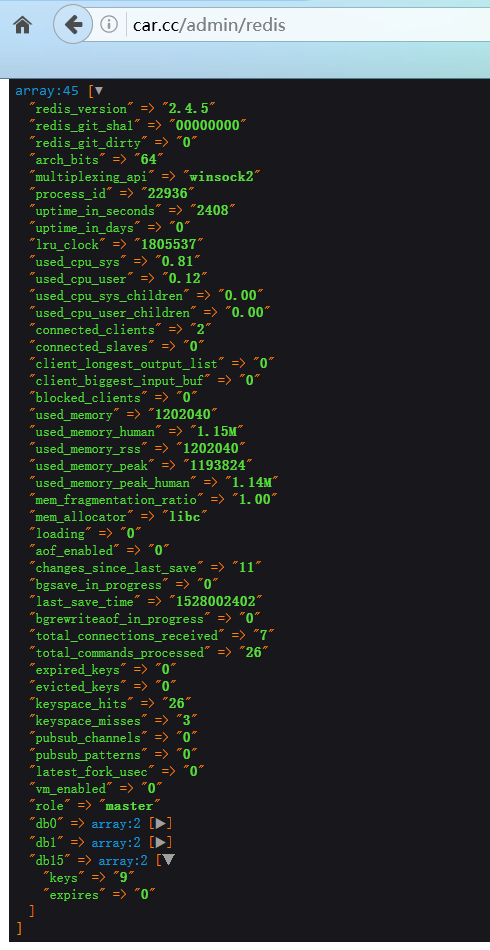 car.cc/admin/redis
array:45 [▼
"redis_version" => "2.4.5"
"redis_git_sha1" => "00000000"
"redis_git_dirty" => "0"
"arch_bits" => "64"
"multiplexing_api" => "winsock2"
"process_id" => "22936"
"uptime_in_seconds" => "2408"
"uptime_in_days" => "0"
"lru_clock" => "1805537"
"used_cpu_sys" => "0.81"
"used_cpu_user" => "0.12"
"used_cpu_sys_children" => "0.00"
"used_cpu_user_children" => "0.00"
"connected_clients" => "2"
"connected_slaves" => "0"
"client_longest_output_list" => "0"
"client_biggest_input_buf" => "0"
"blocked_clients" => "0"
"used_memory" => "1202040"
"used_memory_human" => "1.15M"
"used_memory_rss" => "1202040"
"used_memory_peak" => "1193824"
"used_memory_peak_human" => "1.14M"
"mem_fragmentation_ratio" => "1.00"
"mem_allocator" => "libc"
"loading" => "0"
"aof_enabled" => "0"
"changes_since_last_save" => "11"
"bgsave_in_progress" => "0"
"last_save_time" => "1528002402"
"bgrewriteaof_in_progress" => "0"
"total_connections_received" => "7"
"total_commands_processed" => "26"
"expired_keys" => "0"
"evicted_keys" => "0"
"keyspace_hits" => "26"
"keyspace_misses" => "3"
"pubsub_channels" => "0"
"pubsub_patterns" => "0"
"latest_fork_usec" => "0"
"vm_enabled" => "0"
"role" => "master"
"db0" => array:2 [▶]
"db1" => array:2 [▶]
"db15" => array:2 [▼
"keys" => "9"
"expires" => "0"
]
]